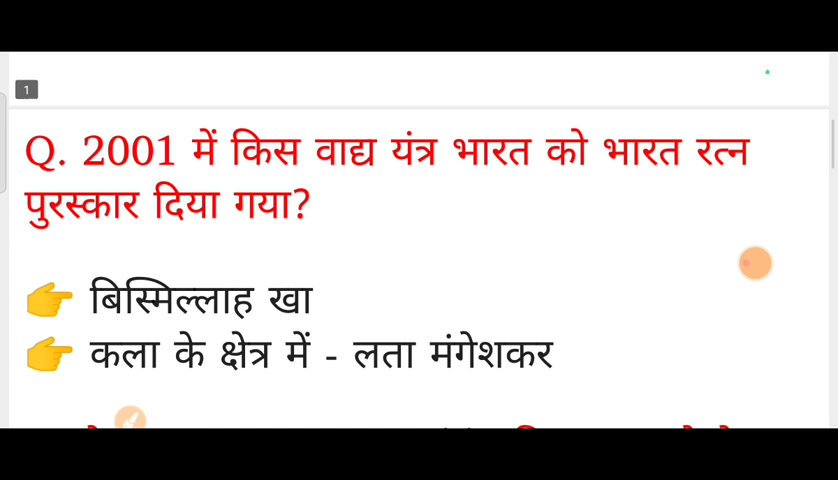 1
Q. 2001 में किस वाद्य यंत्र भारत को भारत रत्न
पुरस्कार दिया गया?
👉 बिस्मिल्लाह खा
👉 कला के क्षेत्र में - लता मंगेशकर